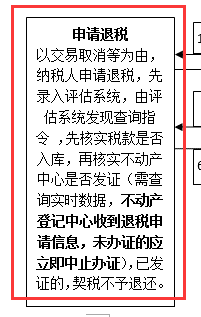 申请退税
以交易取消等为由，
纳税人申请退税，先
录入评估系统，由评
估系统发现查询指
令 ，先核实税款是否
入库，再核实不动产
中心是否发证（需查
询实时数据，不动产
登记中心收到退税申
请信息，未办证的应
立即中止办证），已发
证的，契税不予退还。
1
6